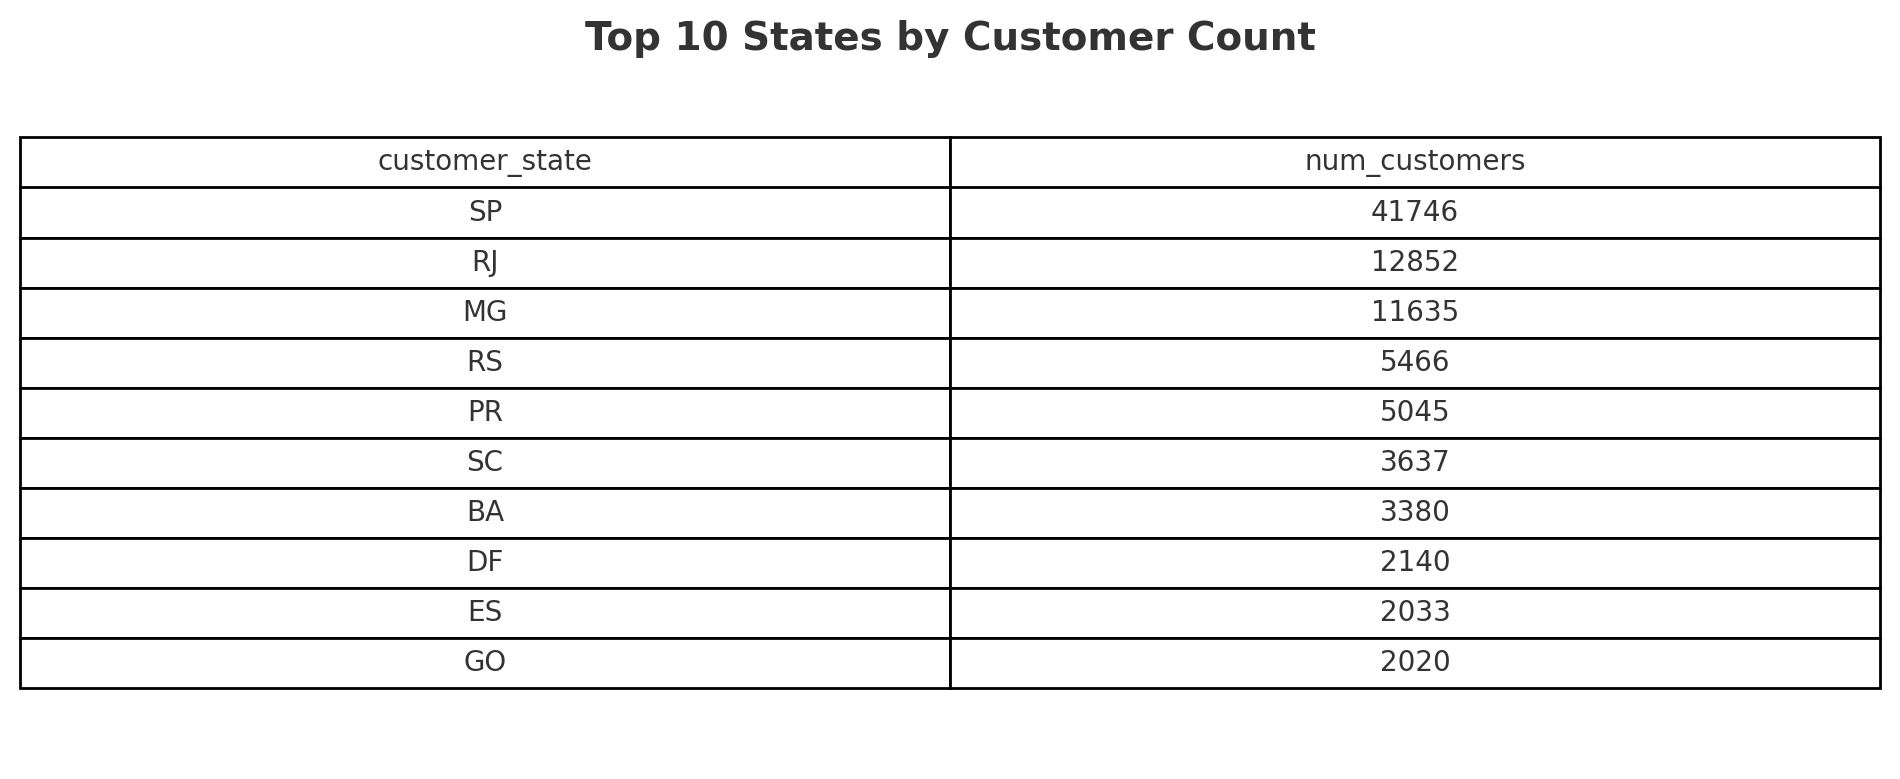 Top 10 States by Customer Count
customer_state num_customers
SP 41746
RJ 12852
MG 11635
RS 5466
PR 5045
SC 3637
BA 3380
DF 2140
ES 2033
GO 2020